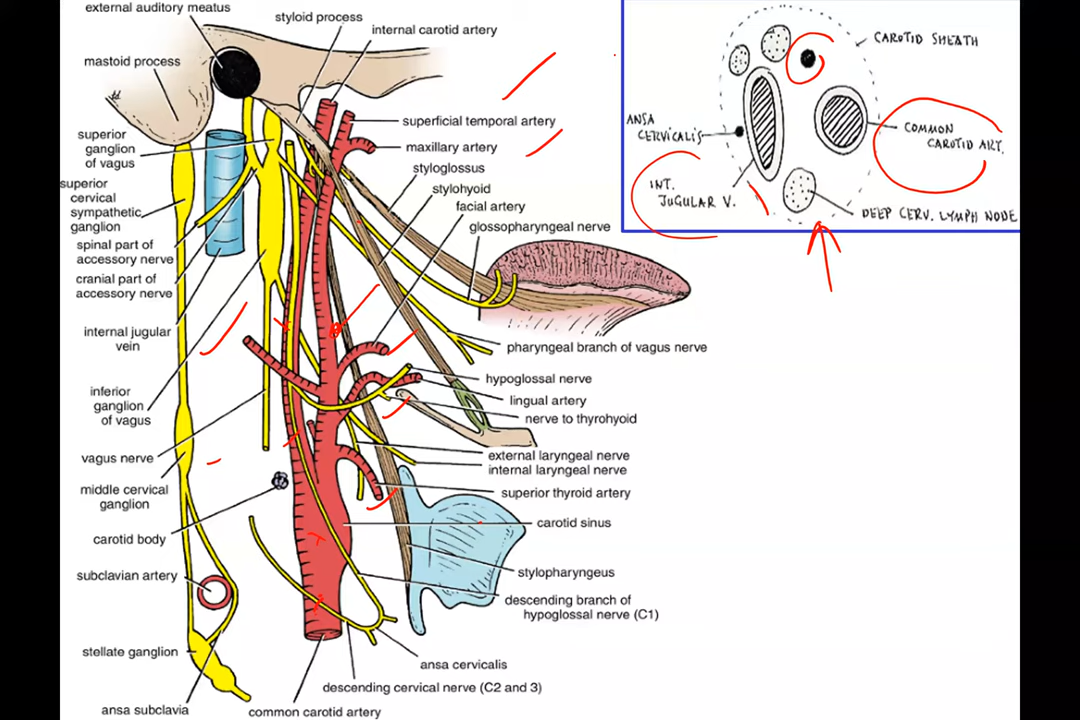 external auditory meatus
styloid process
internal carotid artery
mastoid process
superficial temporal artery
superior
ganglion
of vagus
maxillary artery
styloglossus
superior
cervical
sympathetic
ganglion
stylohyoid
facial artery
glossopharyngeal nerve
spinal part of
accessory nerve
cranial part of
accessory nerve
internal jugular
vein
pharyngeal branch of vagus nerve
hypoglossal nerve
inferior
ganglion
of vagus
lingual artery
nerve to thyrohyoid
vagus nerve
external laryngeal nerve
internal laryngeal nerve
middle cervical
ganglion
superior thyroid artery
carotid sinus
carotid body
subclavian artery
stylopharyngeus
descending branch of
hypoglossal nerve (C1)
stellate ganglion
ansa cervicalis
descending cervical nerve (C2 and 3)
ansa subclavia
common carotid artery
CAROTID SHEATH
ANSA
CERVICALIS
COMMON
CAROTID ART.
INT.
JUGULAR V.
DEEP CERV. LYMPH NODE